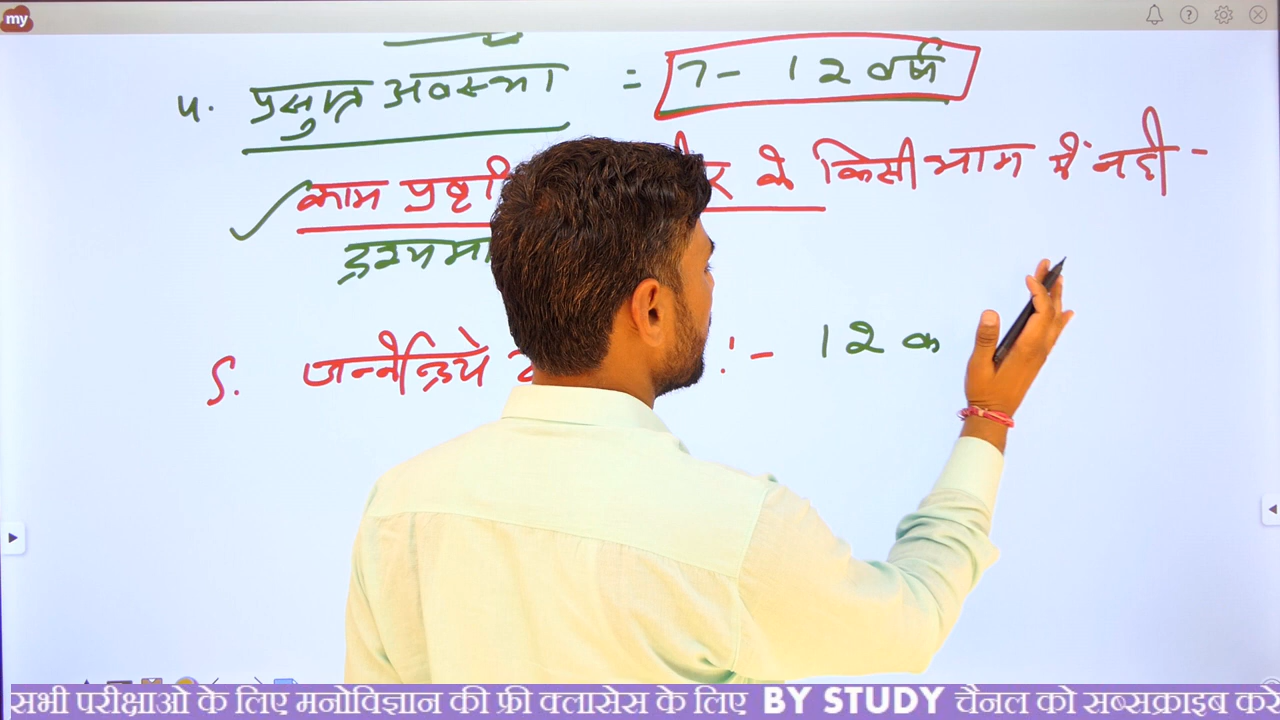 my
4. प्रसुप्त अवस्था = 7 - 12 वर्ष
काम प्रवृ के किसी भाग में नही -
5. जन्नेन्द्रिये :- 12 क
सभी परीक्षाओ के लिए मनोविज्ञान की फ्री क्लासेस के लिए BY STUDY चैनल को सब्सक्राइब करे